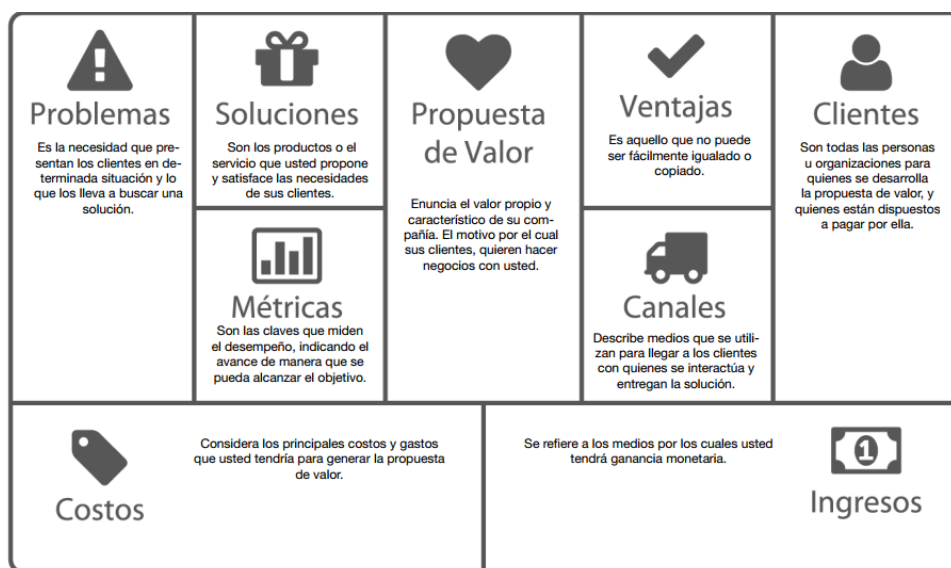 Problemas
Es la necesidad que pre-
sentan los clientes en de-
terminada situación y lo
que los lleva a buscar una
solución.
Soluciones
Son los productos o el
servicio que usted propone
y satisface las necesidades
de sus clientes.
Métricas
Son las claves que miden
el desempeño, indicando el
avance de manera que se
pueda alcanzar el objetivo.
Propuesta
de Valor
Enuncia el valor propio y
característico de su com-
pañía. El motivo por el cual
sus clientes, quieren hacer
negocios con usted.
Ventajas
Es aquello que no puede
ser fácilmente igualado o
copiado.
Canales
Describe medios que se utili-
zan para llegar a los clientes
con quienes se interactúa y
entregan la solución.
Clientes
Son todas las personas
u organizaciones para
quienes se desarrolla
la propuesta de valor, y
quienes están dispuestos
a pagar por ella.
Costos
Considera los principales costos y gastos
que usted tendría para generar la propuesta
de valor.
Se refiere a los medios por los cuales usted
tendrá ganancia monetaria.
1
Ingresos